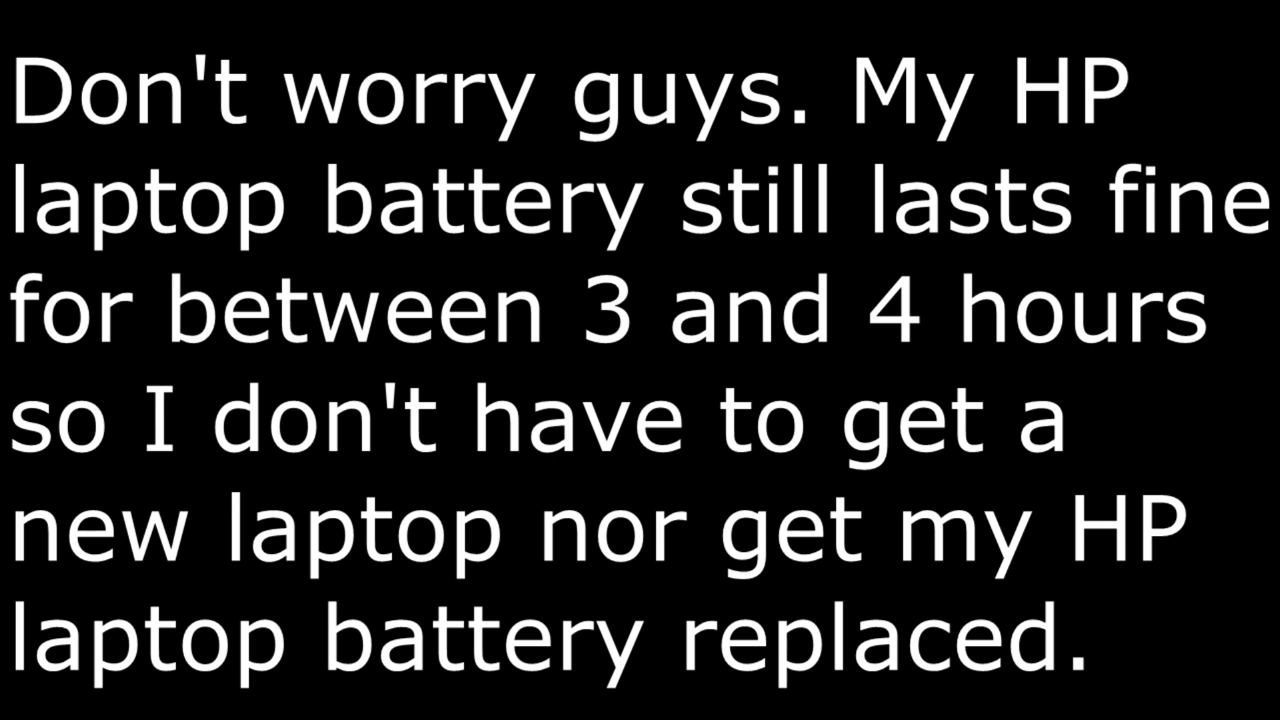 Don't worry guys. My HP
laptop battery still lasts fine
for between 3 and 4 hours
so I don't have to get a
new laptop nor get my HP
laptop battery replaced.